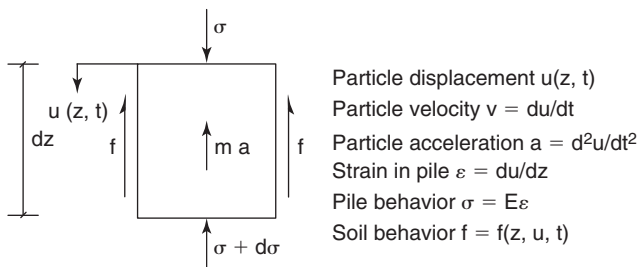 σ
u (z, t)
dz
f
m a
f
σ + dσ
Particle displacement u(z, t)
Particle velocity v = du/dt
Particle acceleration a = d²u/dt²
Strain in pile ε = du/dz
Pile behavior σ = Eε
Soil behavior f = f(z, u, t)